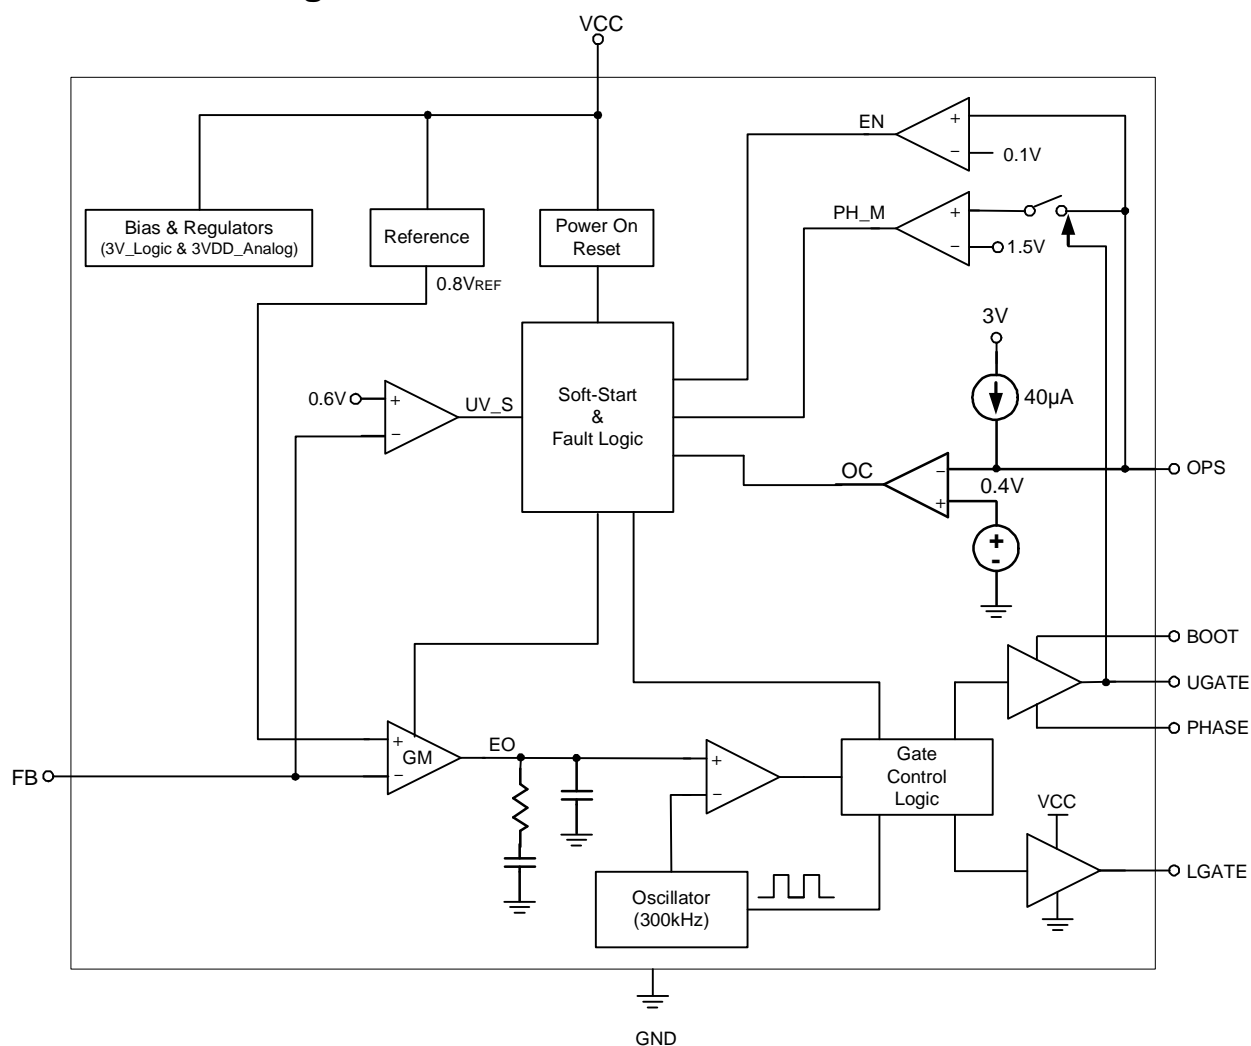 VCC
EN
+
−
0.1V
PH_M
+
−
1.5V
Bias & Regulators
(3V_Logic & 3VDD_Analog)
Reference
Power On
Reset
0.8VREF
3V
40µA
0.6V
+
−
UV_S
Soft-Start
&
Fault Logic
OC
−
+
0.4V
OPS
+
-
BOOT
UGATE
PHASE
FB
+
−
GM
EO
+
−
Gate
Control
Logic
VCC
LGATE
Oscillator
(300kHz)
GND